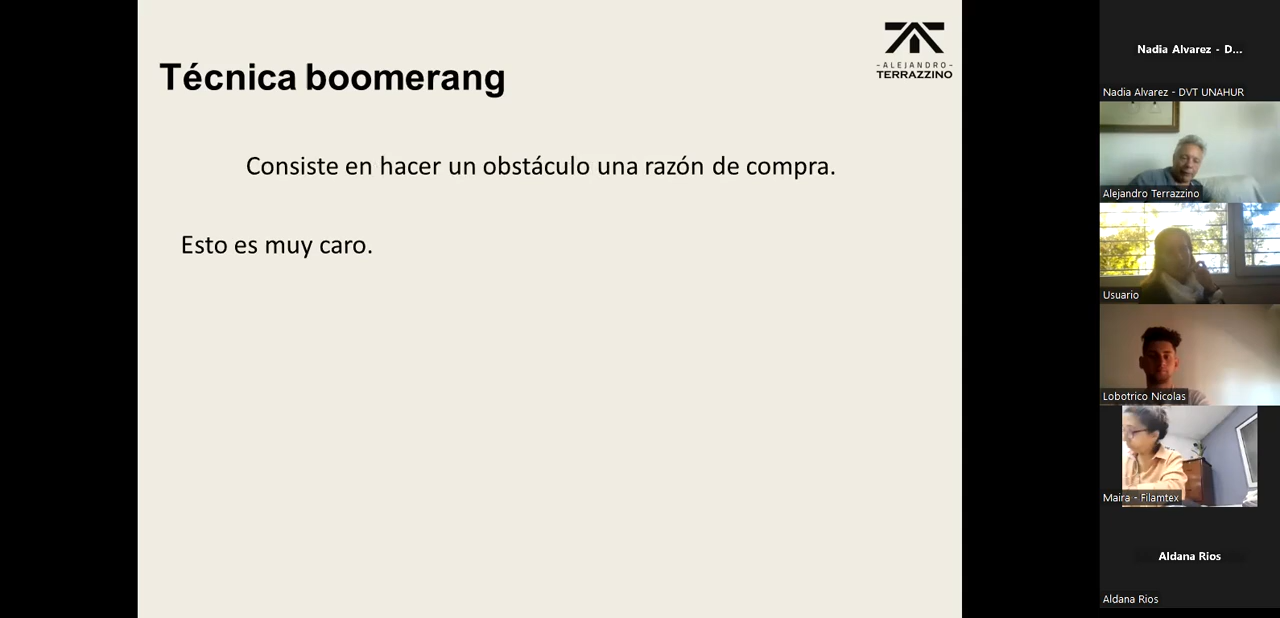 Técnica boomerang
-ALEJANDRO-
TERRAZZINO
Consiste en hacer un obstáculo una razón de compra.
Esto es muy caro.
Nadia Alvarez - D...
Nadia Alvarez - DVT UNAHUR
Alejandro Terrazzino
Usuario
Lobotrico Nicolas
Maira - Filamtex
Aldana Rios
Aldana Rios